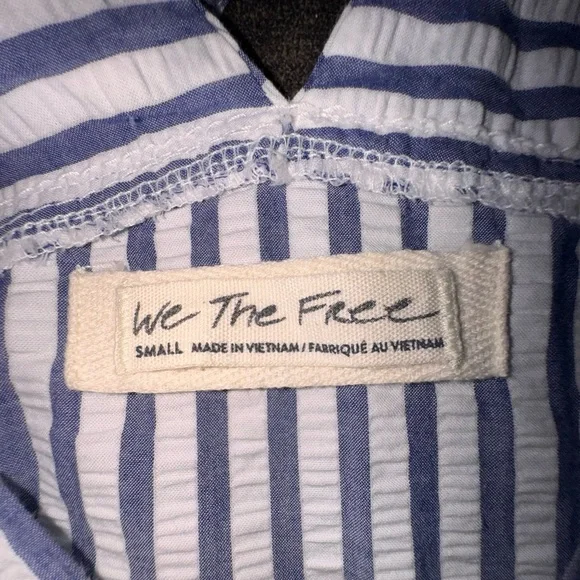 We The Free
SMALL MADE IN VIETNAM / FABRIQUÉ AU VIETNAM